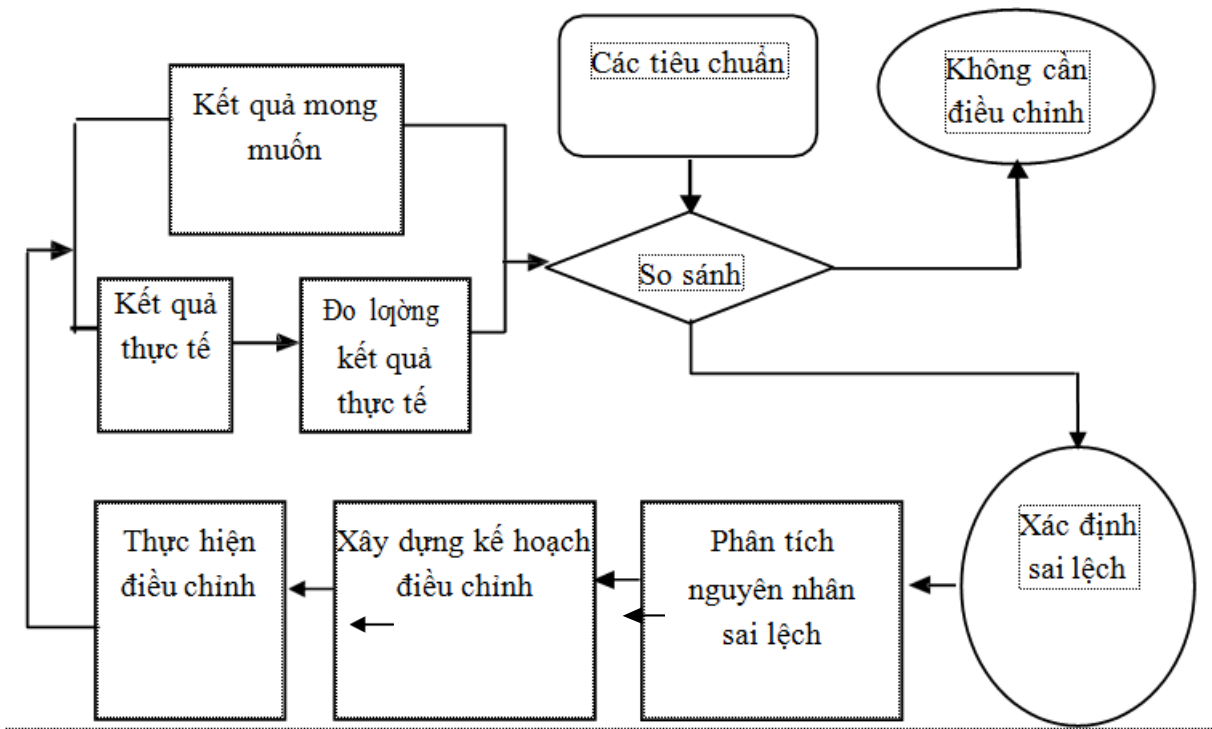 Các tiêu chuẩn
Không cần
điều chỉnh
Kết quả mong
muốn
So sánh
Kết quả
thực tế
Đo lƣờng
kết quả
thực tế
Xác định
sai lệch
Phân tích
nguyên nhân
sai lệch
Xây dựng kế hoạch
điều chỉnh
Thực hiện
điều chỉnh